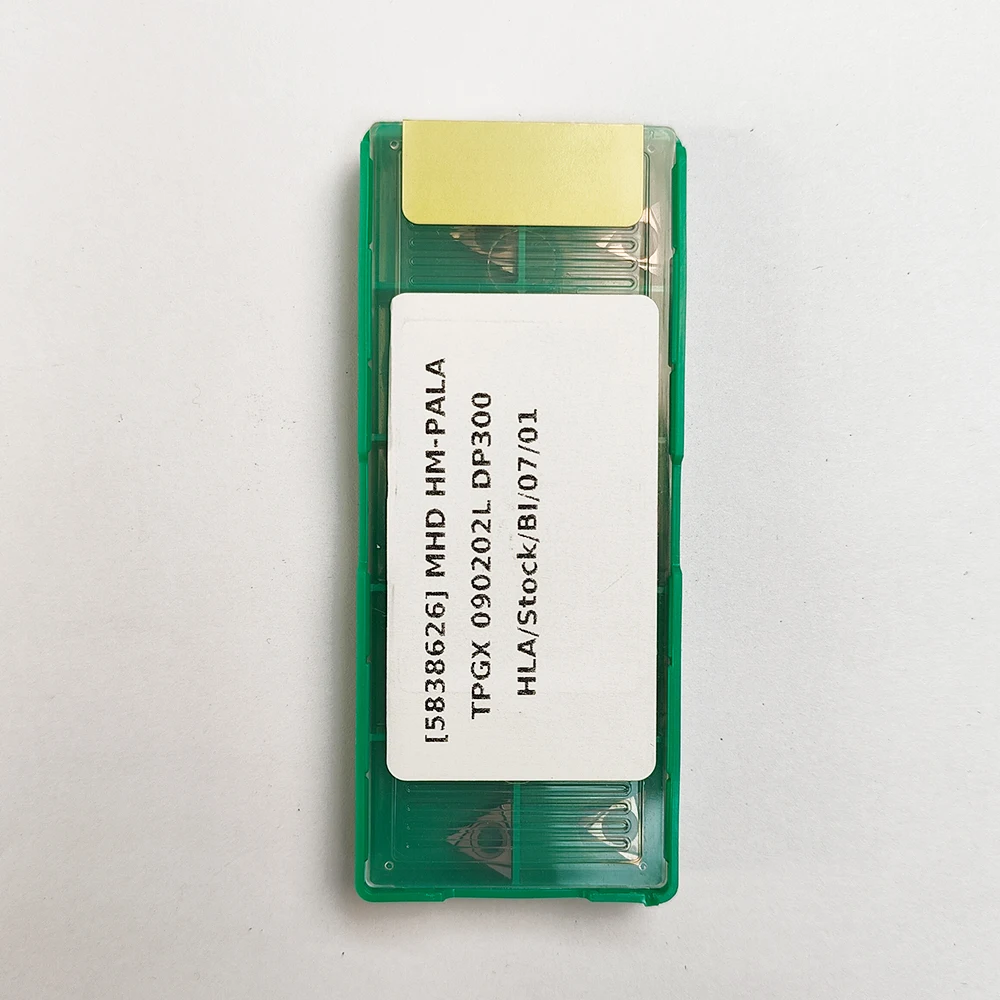 [5838626] MHD HM-PALA
TPGX 090202L DP300
HLA/Stock/BI/07/01